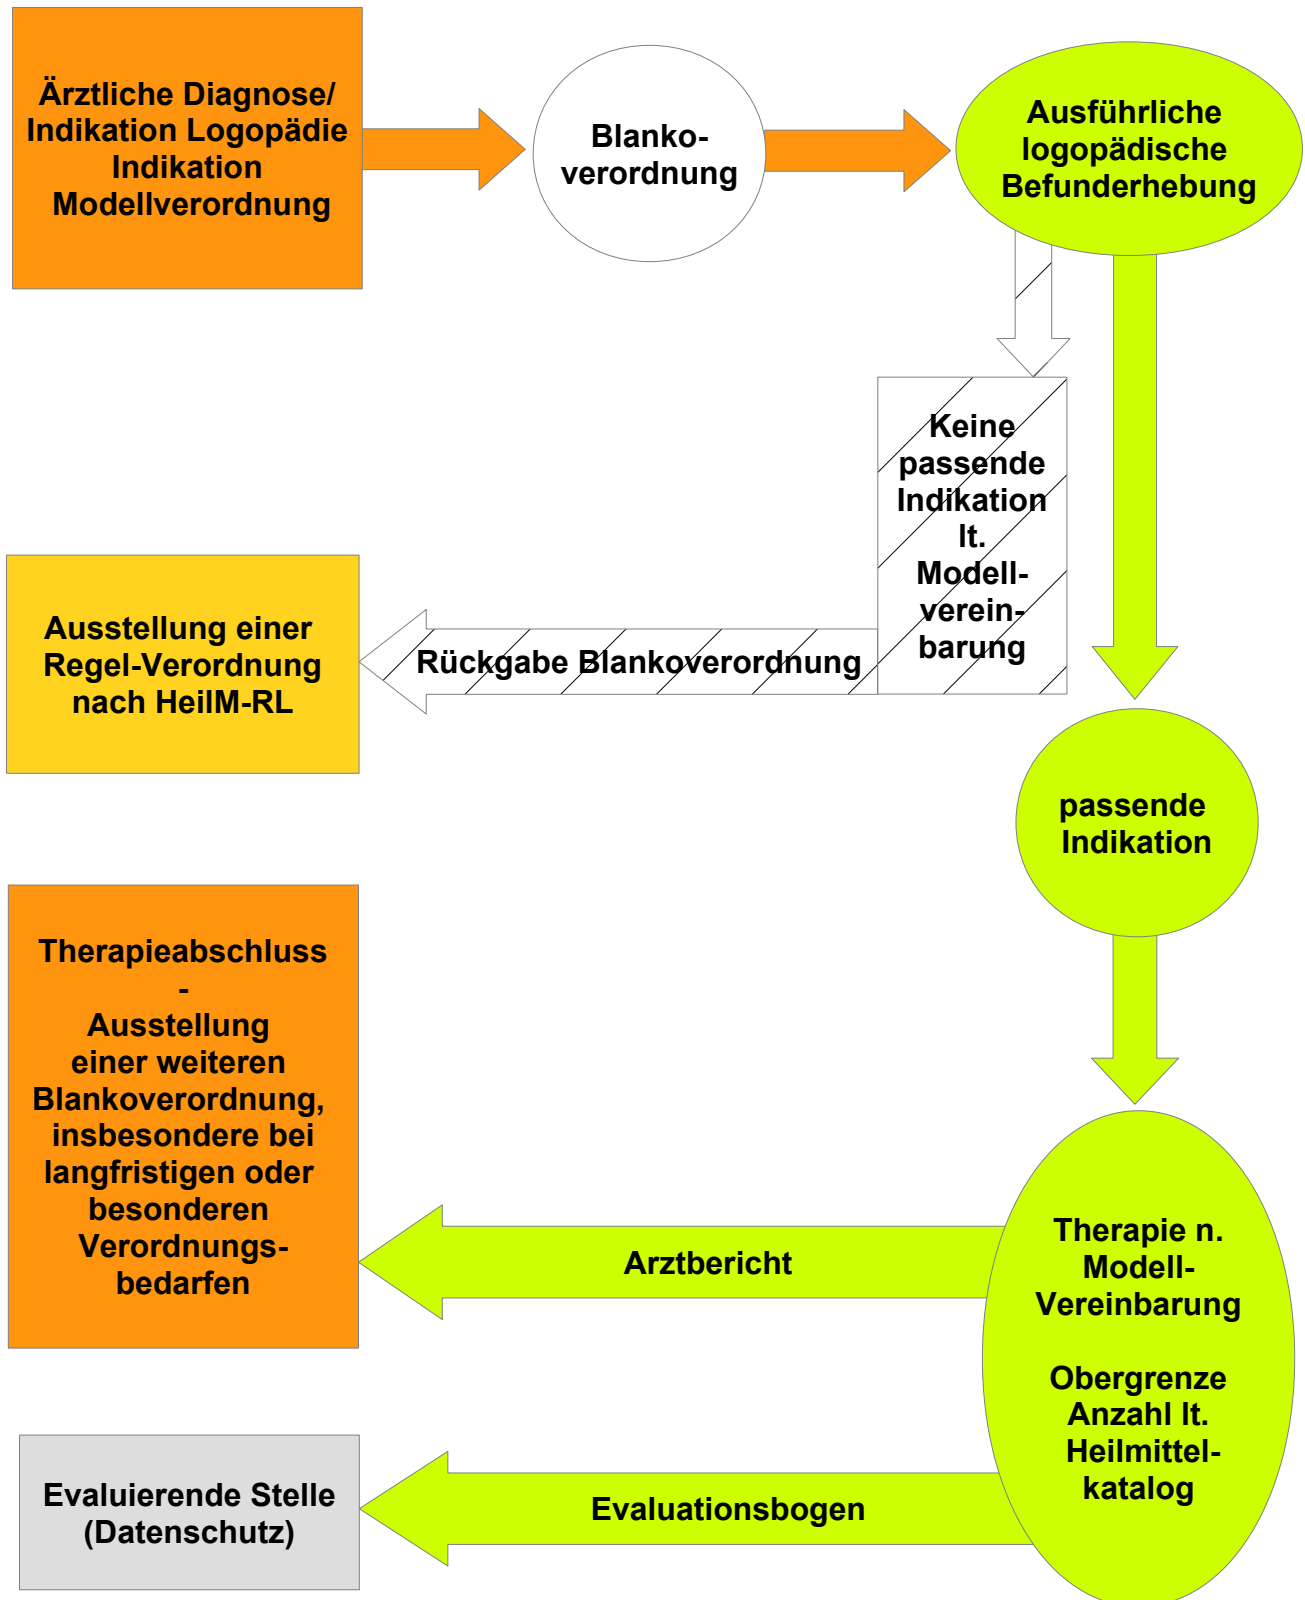 Ärztliche Diagnose/
Indikation Logopädie
Indikation
Modellverordnung
Blanko-
verordnung
Ausführliche
logopädische
Befunderhebung
Keine
passende
Indikation
lt.
Modell-
verein-
barung
Rückgabe Blankoverordnung
Ausstellung einer
Regel-Verordnung
nach HeilM-RL
passende
Indikation
Therapieabschluss
-
Ausstellung
einer weiteren
Blankoverordnung,
insbesondere bei
langfristigen oder
besonderen
Verordnungs-
bedarfen
Arztbericht
Therapie n.
Modell-
Vereinbarung
Obergrenze
Anzahl lt.
Heilmittel-
katalog
Evaluationsbogen
Evaluierende Stelle
(Datenschutz)